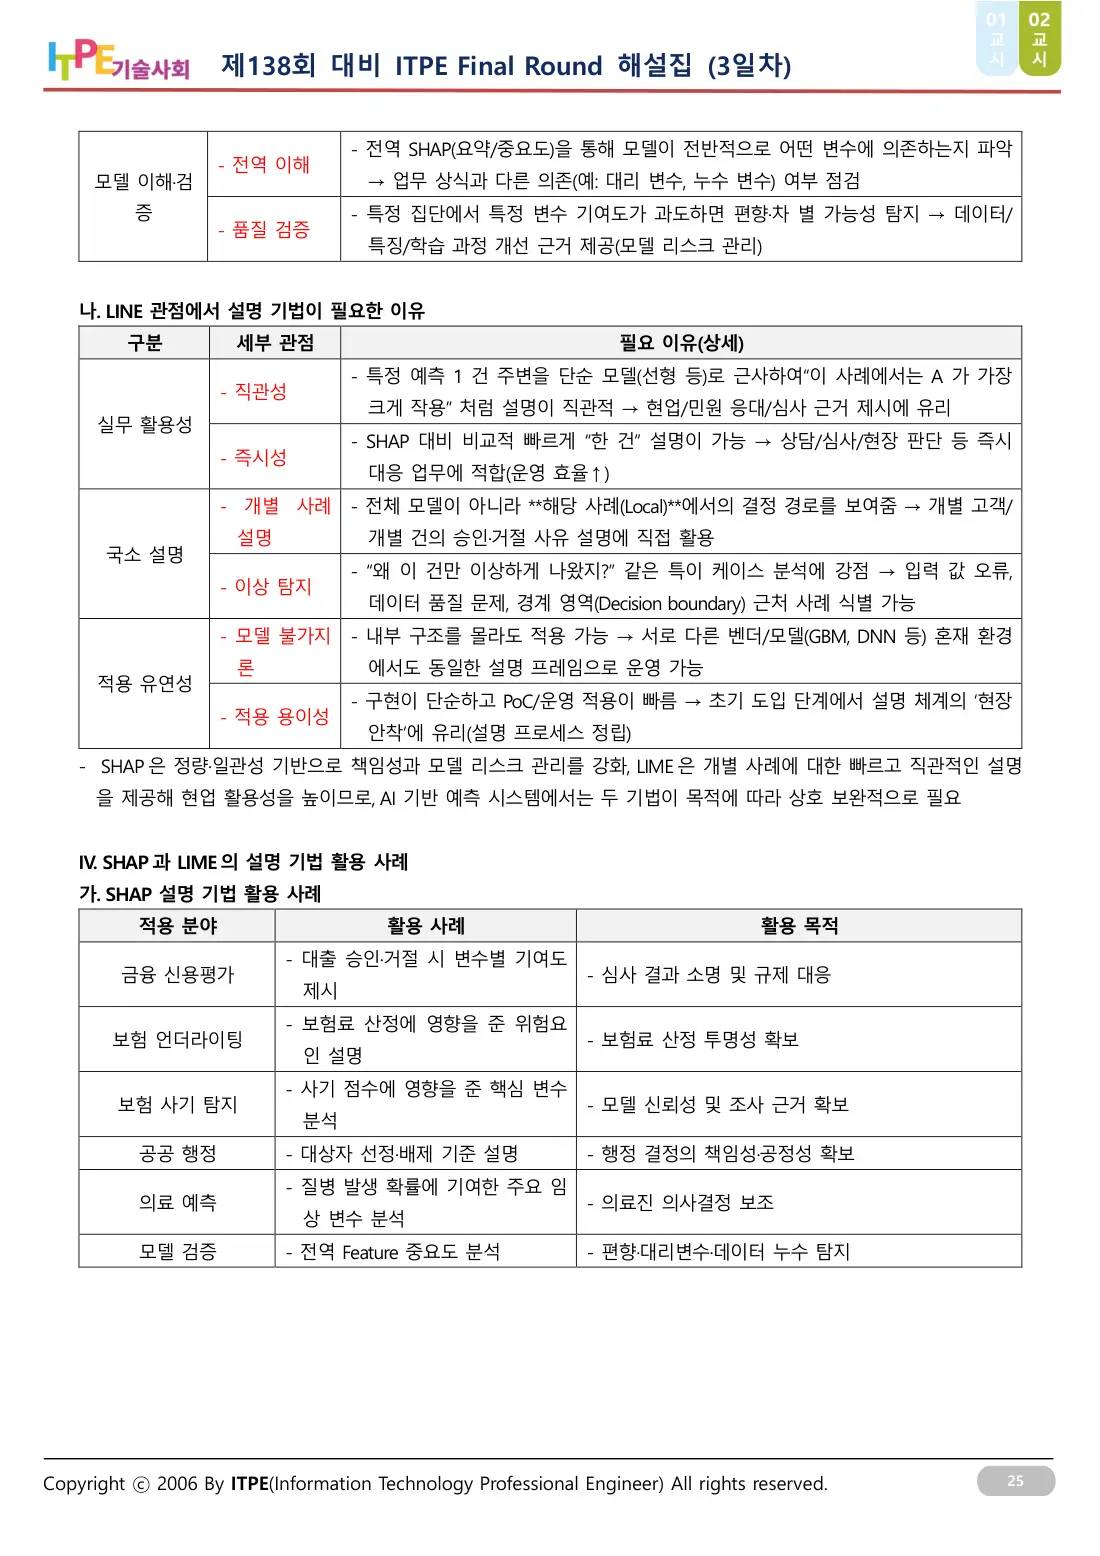 ITPE기술사회 제138회 대비 ITPE Final Round 해설집 (3일차)
01 교시
02 교시
모델 이해·검
증
- 전역 이해
- 전역 SHAP(요약/중요도)을 통해 모델이 전반적으로 어떤 변수에 의존하는지 파악
→ 업무 상식과 다른 의존(예: 대리 변수, 누수 변수) 여부 점검
- 품질 검증
- 특정 집단에서 특정 변수 기여도가 과도하면 편향·차 별 가능성 탐지 → 데이터/
특징/학습 과정 개선 근거 제공(모델 리스크 관리)
나. LINE 관점에서 설명 기법이 필요한 이유
구분 세부 관점 필요 이유(상세)
실무 활용성
- 직관성
- 특정 예측 1 건 주변을 단순 모델(선형 등)로 근사하여“이 사례에서는 A 가 가장
크게 작용” 처럼 설명이 직관적 → 현업/민원 응대/심사 근거 제시에 유리
- 즉시성
- SHAP 대비 비교적 빠르게 “한 건” 설명이 가능 → 상담/심사/현장 판단 등 즉시
대응 업무에 적합(운영 효율↑)
국소 설명
- 개별 사례
설명
- 전체 모델이 아니라 **해당 사례(Local)**에서의 결정 경로를 보여줌 → 개별 고객/
개별 건의 승인·거절 사유 설명에 직접 활용
- 이상 탐지
- “왜 이 건만 이상하게 나왔지?” 같은 특이 케이스 분석에 강점 → 입력 값 오류,
데이터 품질 문제, 경계 영역(Decision boundary) 근처 사례 식별 가능
적용 유연성
- 모델 불가지
론
- 내부 구조를 몰라도 적용 가능 → 서로 다른 벤더/모델(GBM, DNN 등) 혼재 환경
에서도 동일한 설명 프레임으로 운영 가능
- 적용 용이성
- 구현이 단순하고 PoC/운영 적용이 빠름 → 초기 도입 단계에서 설명 체계의 ‘현장
안착’에 유리(설명 프로세스 정립)
- SHAP 은 정량·일관성 기반으로 책임성과 모델 리스크 관리를 강화, LIME 은 개별 사례에 대한 빠르고 직관적인 설명
을 제공해 현업 활용성을 높이므로, AI 기반 예측 시스템에서는 두 기법이 목적에 따라 상호 보완적으로 필요
IV. SHAP 과 LIME 의 설명 기법 활용 사례
가. SHAP 설명 기법 활용 사례
적용 분야 활용 사례 활용 목적
금융 신용평가
- 대출 승인·거절 시 변수별 기여도
제시
- 심사 결과 소명 및 규제 대응
보험 언더라이팅
- 보험료 산정에 영향을 준 위험요
인 설명
- 보험료 산정 투명성 확보
보험 사기 탐지
- 사기 점수에 영향을 준 핵심 변수
분석
- 모델 신뢰성 및 조사 근거 확보
공공 행정 - 대상자 선정·배제 기준 설명 - 행정 결정의 책임성·공정성 확보
의료 예측
- 질병 발생 확률에 기여한 주요 임
상 변수 분석
- 의료진 의사결정 보조
모델 검증 - 전역 Feature 중요도 분석 - 편향·대리변수·데이터 누수 탐지
Copyright ⓒ 2006 By ITPE(Information Technology Professional Engineer) All rights reserved.
25